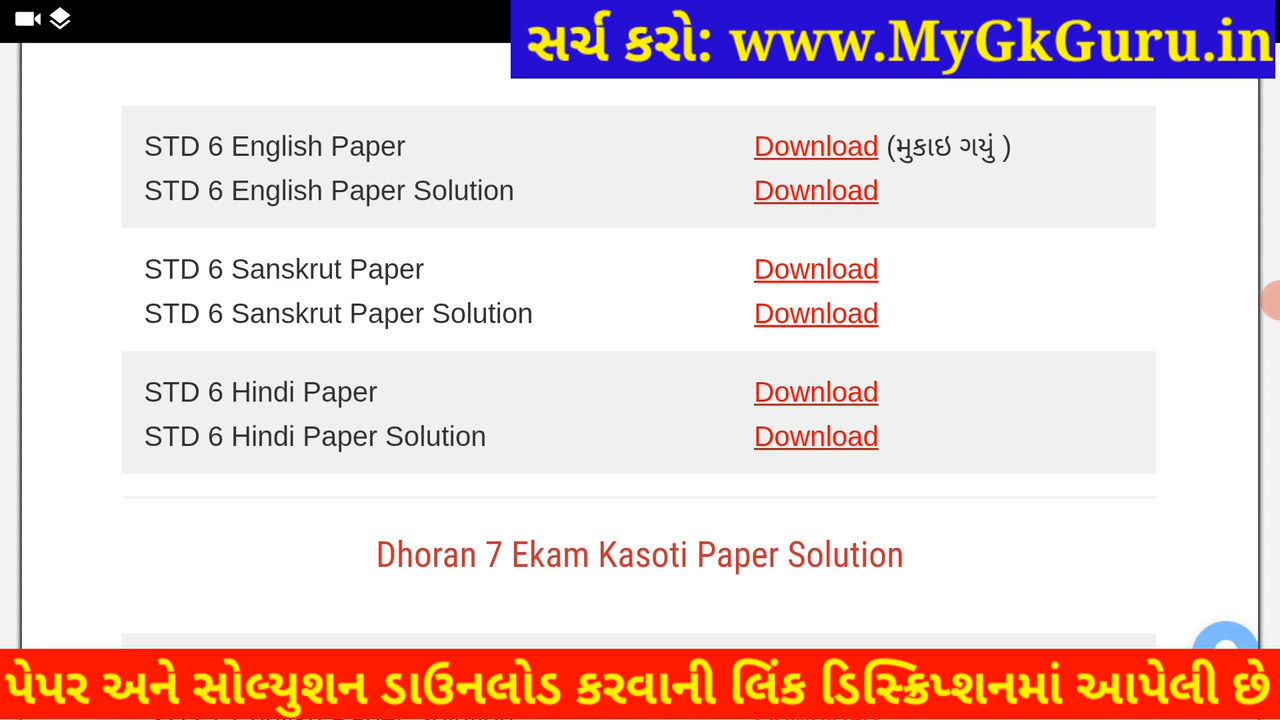 સર્ચ કરો: www.MyGkGuru.in
STD 6 English Paper Download (મુકાઇ ગયું )
STD 6 English Paper Solution Download
STD 6 Sanskrut Paper Download
STD 6 Sanskrut Paper Solution Download
STD 6 Hindi Paper Download
STD 6 Hindi Paper Solution Download
Dhoran 7 Ekam Kasoti Paper Solution
પેપર અને સોલ્યુશન ડાઉનલોડ કરવાની લિંક ડિસ્ક્રિપ્શનમાં આપેલી છે